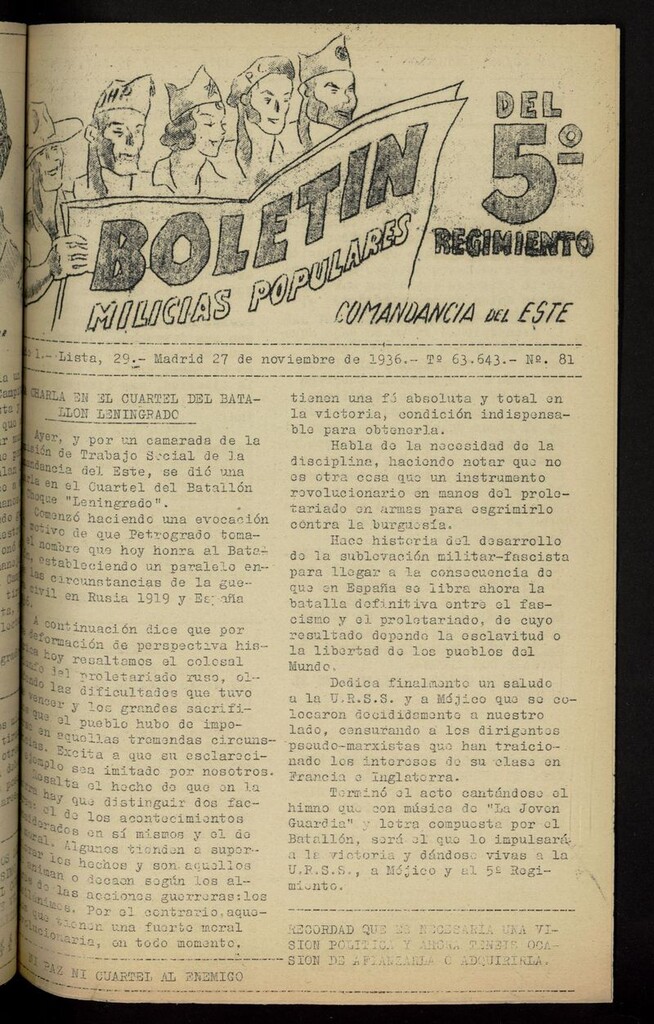 UHP
P.C.
BOLETIN
MILICIAS POPULARES
DEL
5º
REGIMIENTO
COMANDANCIA DEL ESTE
1.- Lista, 29.- Madrid 27 de noviembre de 1936.- Tº 63.643.- Nº. 81
CHARLA EN EL CUARTEL DEL BATA-
LLON LENINGRADO
Ayer, y por un camarada de la
sión de Trabajo Social de la
ndancia del Este, se dió una
en el Cuartel del Batallón
hoque "Leningrado".
Comenzó haciendo una evocación
motivo de que Petrogrado toma-
nombre que hoy honra al Bata-
estableciendo un paralelo en-
las circunstancias de la gue-
civil en Rusia 1919 y España
A continuación dice que por
deformación de perspectiva his-
hoy resaltamos el colosal
del proletariado ruso, ol-
ndo las dificultades que tuvo
vencer y los grandes sacrifi-
que el pueblo hubo de impo-
en aquellas tremendas circuns-
ias. Excita a que su esclareci-
ejemplo sea imitado por nosotros.
Resalta el hecho de que en la
hay que distinguir dos fac-
el de los acontecimientos
derados en sí mismos y el de
moral. Algunos tienden a super-
los hechos y son aquellos
animan o decaen según los al-
de las acciones guerreras:los
Por el contrario, aque-
que tienen una fuerte moral
lucionaria, en todo momento,
NI PAZ NI CUARTEL AL ENEMIGO
tienen una fé absoluta y total en
la victoria, condición indispensa-
ble para obtenerla.
Habla de la necesidad de la
disciplina, haciendo notar que no
es otra cosa que un instrumento
revolucionario en manos del prole-
tariado en armas para esgrimirlo
contra la burguesía.
Hace historia del desarrollo
de la sublevación militar-fascista
para llegar a la consecuencia de
que en España se libra ahora la
batalla definitiva entre el fas-
cismo y el proletariado, de cuyo
resultado depende la esclavitud o
la libertad de los pueblos del
Mundo.
Dedica finalmente un saludo
a la U.R.S.S. y a Méjico que se co-
locaron decididamente a nuestro
lado, censurando a los dirigentes
pseudo-marxistas que han traicio-
nado los intereses de su clase en
Francia e Inglaterra.
Terminó el acto cantándose el
himno que con música de "La Joven
Guardia" y letra compuesta por el
Batallón, será el que lo impulsará
a la victoria y dándose vivas a la
U.R.S.S., a Méjico y al 5º Regi-
miento.
RECORDAD QUE ES NECESARIA UNA VI-
SION POLITICA Y AHORA TENEIS OCA-
SION DE AFIANZARLA O ADQUIRIRLA.